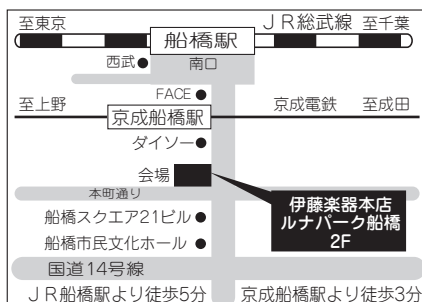 至東京 JR総武線 至千葉
船橋駅
西武● 南口
FACE●
至上野 京成電鉄 至成田
京成船橋駅
ダイソー●
会場
本町通り
伊藤楽器本店
ルナパーク船橋
2F
船橋スクエア21ビル●
船橋市民文化ホール●
国道14号線
JR船橋駅より徒歩5分 京成船橋駅より徒歩3分